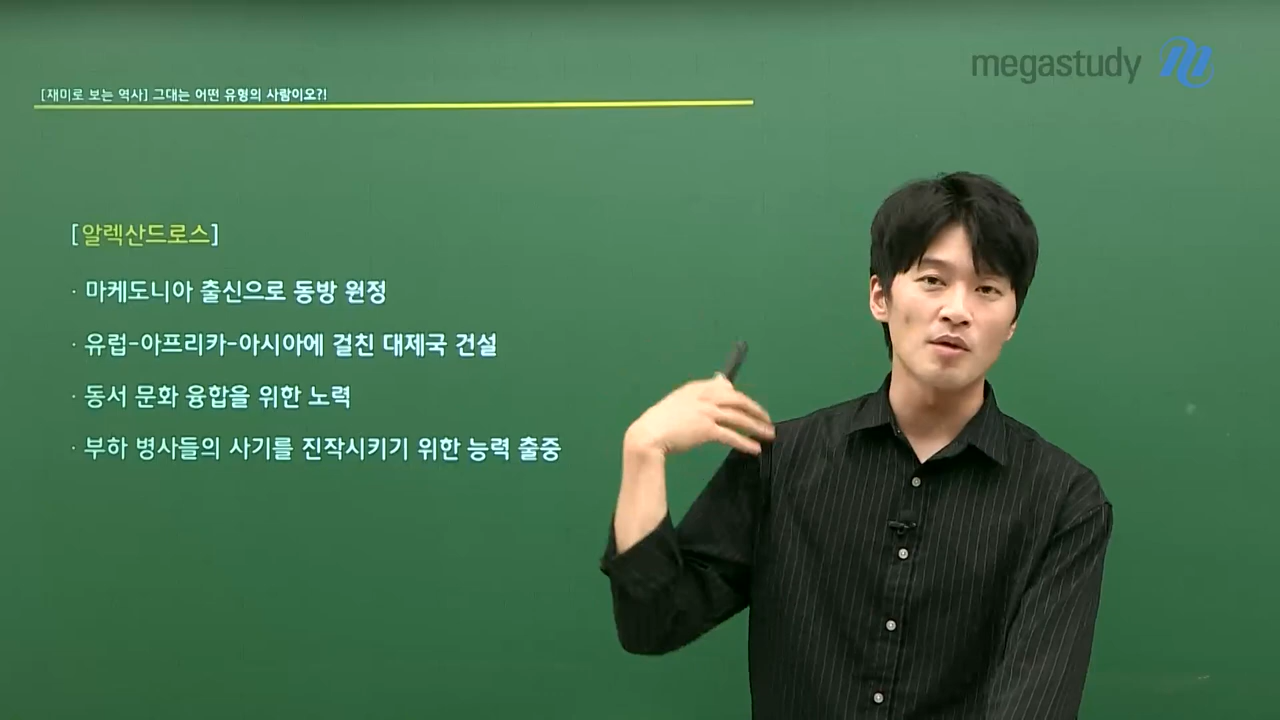 megastudy
[재미로 보는 역사] 그대는 어떤 유형의 사람이오?!
[알렉산드로스]
· 마케도니아 출신으로 동방 원정
· 유럽-아프리카-아시아에 걸친 대제국 건설
· 동서 문화 융합을 위한 노력
· 부하 병사들의 사기를 진작시키기 위한 능력 출중